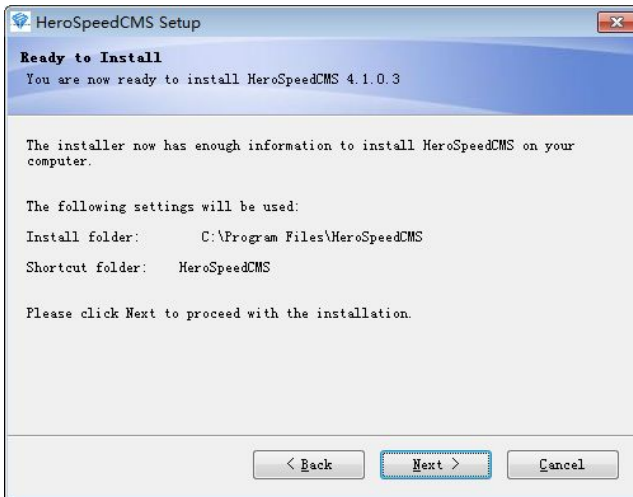 HeroSpeedCMS Setup
Ready to Install
You are now ready to install HeroSpeedCMS 4.1.0.3
The installer now has enough information to install HeroSpeedCMS on your
computer.
The following settings will be used:
Install folder: C:\Program Files\HeroSpeedCMS
Shortcut folder: HeroSpeedCMS
Please click Next to proceed with the installation.
< Back Next > Cancel